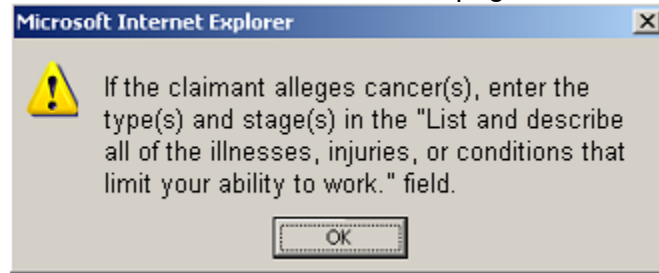 Microsoft Internet Explorer
If the claimant alleges cancer(s), enter the
type(s) and stage(s) in the "List and describe
all of the illnesses, injuries, or conditions that
limit your ability to work." field.
OK